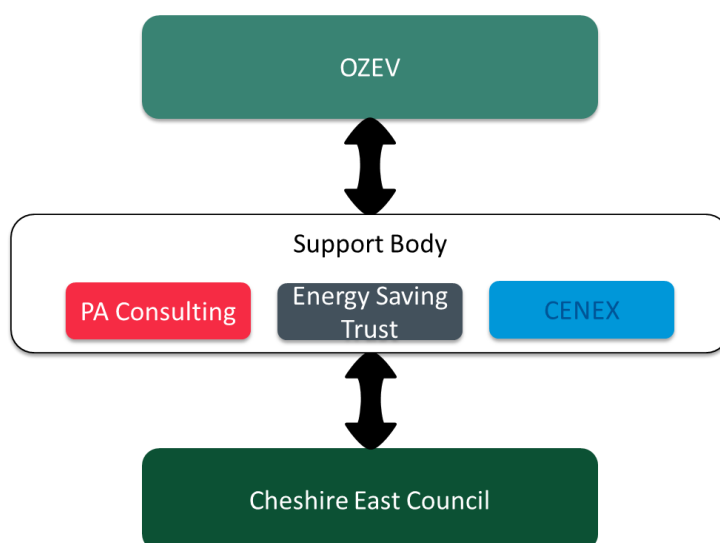 OZEV
Support Body
PA Consulting
Energy Saving
Trust
CENEX
Cheshire East Council